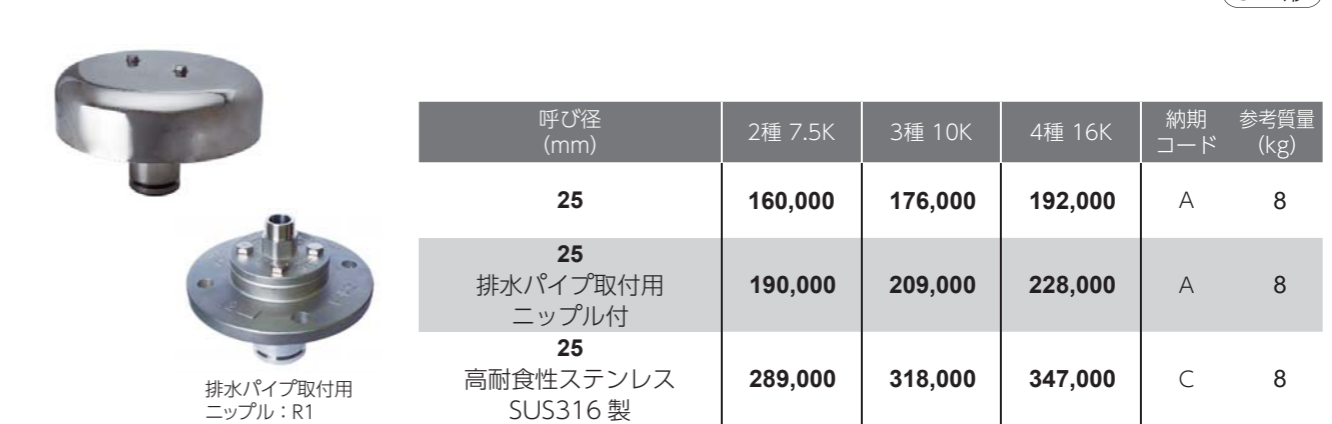 呼び径
(mm)
2種 7.5K
3種 10K
4種 16K
納期
コード
参考質量
(kg)
25
160,000
176,000
192,000
A
8
25
排水パイプ取付用
ニップル付
190,000
209,000
228,000
A
8
25
高耐食性ステンレス
SUS316 製
289,000
318,000
347,000
C
8
排水パイプ取付用
ニップル：R1